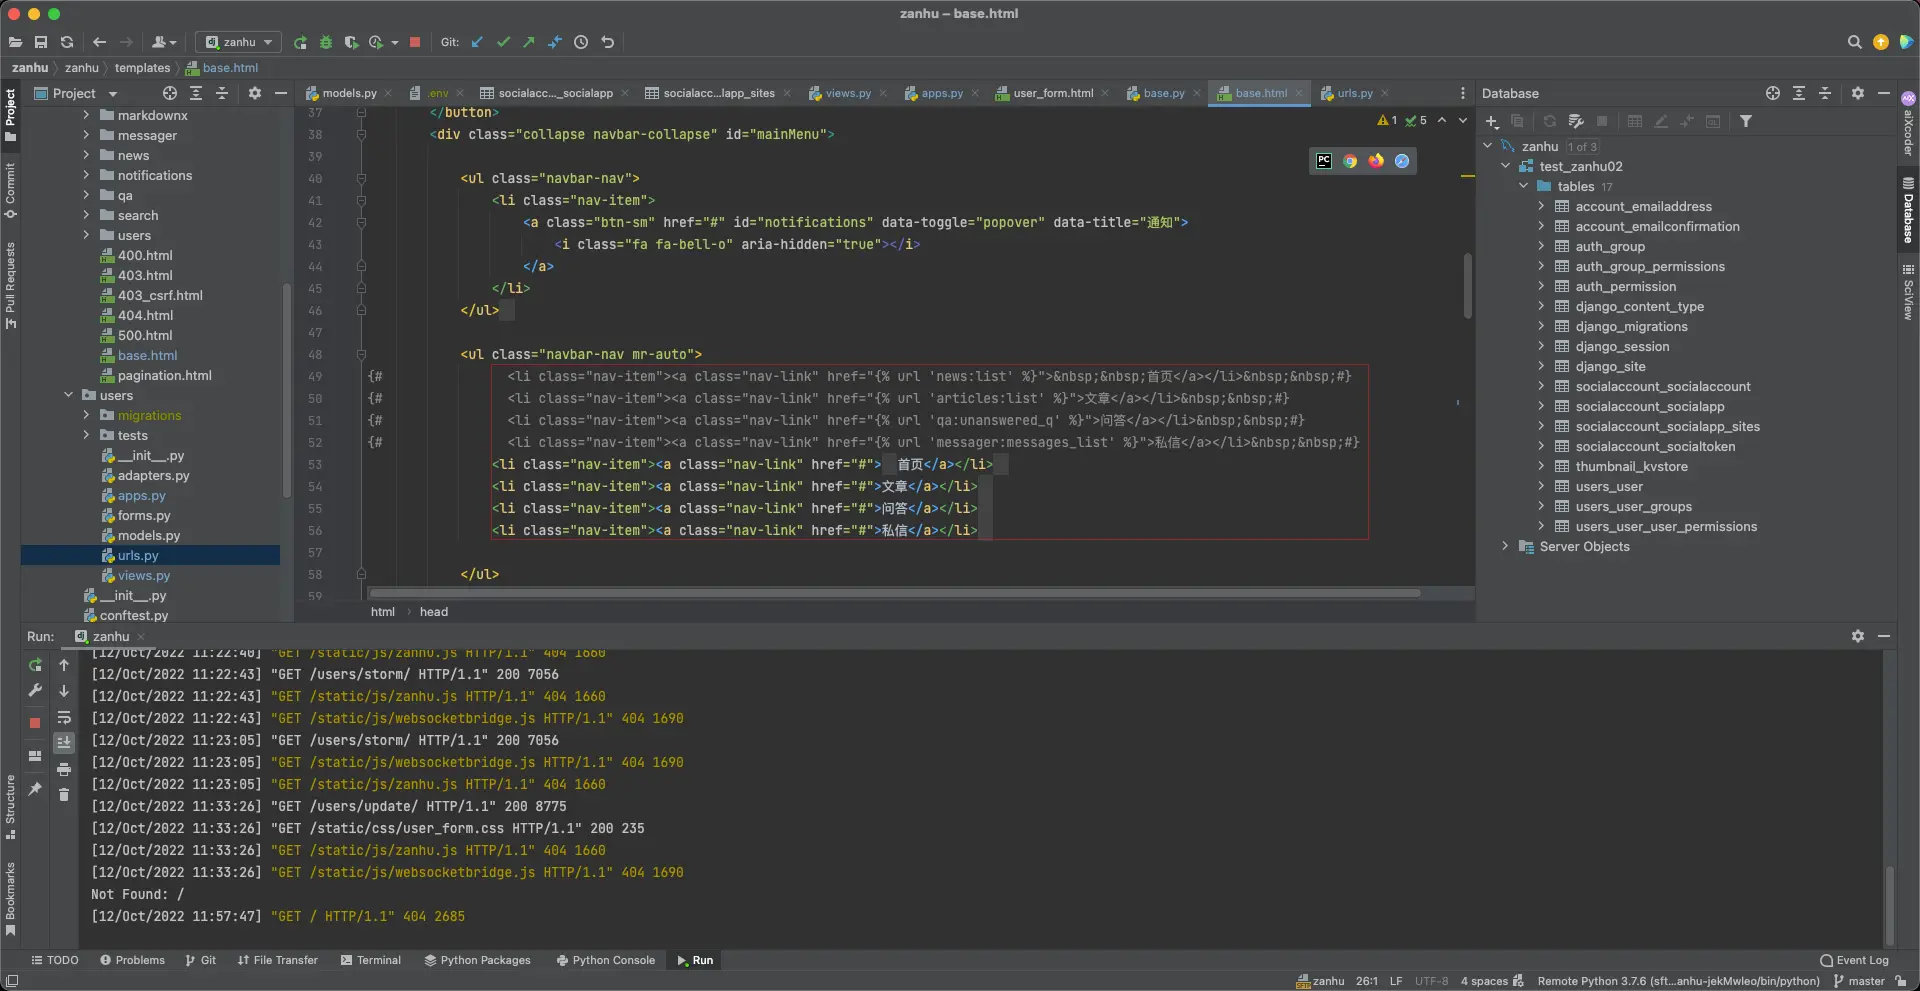 zanhu – base.html
zanhu
Git:
zanhu
zanhu
templates
base.html
Project
models.py
.env
socialacc..._socialapp
socialacc...lapp_sites
views.py
apps.py
user_form.html
base.py
base.html
urls.py
Database
Project
Commit
Pull Requests
Structure
Bookmarks
markdownx
messager
news
notifications
qa
search
users
400.html
403.html
403_csrf.html
404.html
500.html
base.html
pagination.html
users
migrations
tests
__init__.py
adapters.py
apps.py
forms.py
models.py
urls.py
views.py
__init__.py
conftest.py
1 5
37 </button>
38 <div class="collapse navbar-collapse" id="mainMenu">
39
40 <ul class="navbar-nav">
41 <li class="nav-item">
42 <a class="btn-sm" href="#" id="notifications" data-toggle="popover" data-title="通知">
43 <i class="fa fa-bell-o" aria-hidden="true"></i>
44 </a>
45 </li>
46 </ul>
47
48 <ul class="navbar-nav mr-auto">
49 {# <li class="nav-item"><a class="nav-link" href="{% url 'news:list' %}">&nbsp;&nbsp;首页</a></li>&nbsp;&nbsp;#}
50 {# <li class="nav-item"><a class="nav-link" href="{% url 'articles:list' %}">文章</a></li>&nbsp;&nbsp;#}
51 {# <li class="nav-item"><a class="nav-link" href="{% url 'qa:unanswered_q' %}">问答</a></li>&nbsp;&nbsp;#}
52 {# <li class="nav-item"><a class="nav-link" href="{% url 'messager:messages_list' %}">私信</a></li>&nbsp;&nbsp;#}
53 <li class="nav-item"><a class="nav-link" href="#">  首页</a></li>
54 <li class="nav-item"><a class="nav-link" href="#">文章</a></li>
55 <li class="nav-item"><a class="nav-link" href="#">问答</a></li>
56 <li class="nav-item"><a class="nav-link" href="#">私信</a></li>
57
58 </ul>
59
html
head
PC
zanhu 1 of 3
test_zanhu02
tables 17
account_emailaddress
account_emailconfirmation
auth_group
auth_group_permissions
auth_permission
django_content_type
django_migrations
django_session
django_site
socialaccount_socialaccount
socialaccount_socialapp
socialaccount_socialapp_sites
socialaccount_socialtoken
thumbnail_kvstore
users_user
users_user_groups
users_user_user_permissions
Server Objects
aiXcoder
Database
SciView
Run: zanhu
[12/Oct/2022 11:22:40] "GET /static/js/zanhu.js HTTP/1.1" 404 1660
[12/Oct/2022 11:22:43] "GET /users/storm/ HTTP/1.1" 200 7056
[12/Oct/2022 11:22:43] "GET /static/js/zanhu.js HTTP/1.1" 404 1660
[12/Oct/2022 11:22:43] "GET /static/js/websocketbridge.js HTTP/1.1" 404 1690
[12/Oct/2022 11:23:05] "GET /users/storm/ HTTP/1.1" 200 7056
[12/Oct/2022 11:23:05] "GET /static/js/websocketbridge.js HTTP/1.1" 404 1690
[12/Oct/2022 11:23:05] "GET /static/js/zanhu.js HTTP/1.1" 404 1660
[12/Oct/2022 11:33:26] "GET /users/update/ HTTP/1.1" 200 8775
[12/Oct/2022 11:33:26] "GET /static/css/user_form.css HTTP/1.1" 200 235
[12/Oct/2022 11:33:26] "GET /static/js/zanhu.js HTTP/1.1" 404 1660
[12/Oct/2022 11:33:26] "GET /static/js/websocketbridge.js HTTP/1.1" 404 1690
Not Found: /
[12/Oct/2022 11:57:47] "GET / HTTP/1.1" 404 2685
TODO
Problems
Git
File Transfer
Terminal
Python Packages
Python Console
Run
Event Log
zanhu
26:1
LF
UTF-8
4 spaces
Remote Python 3.7.6 (sft...anhu-jekMwleo/bin/python)
master